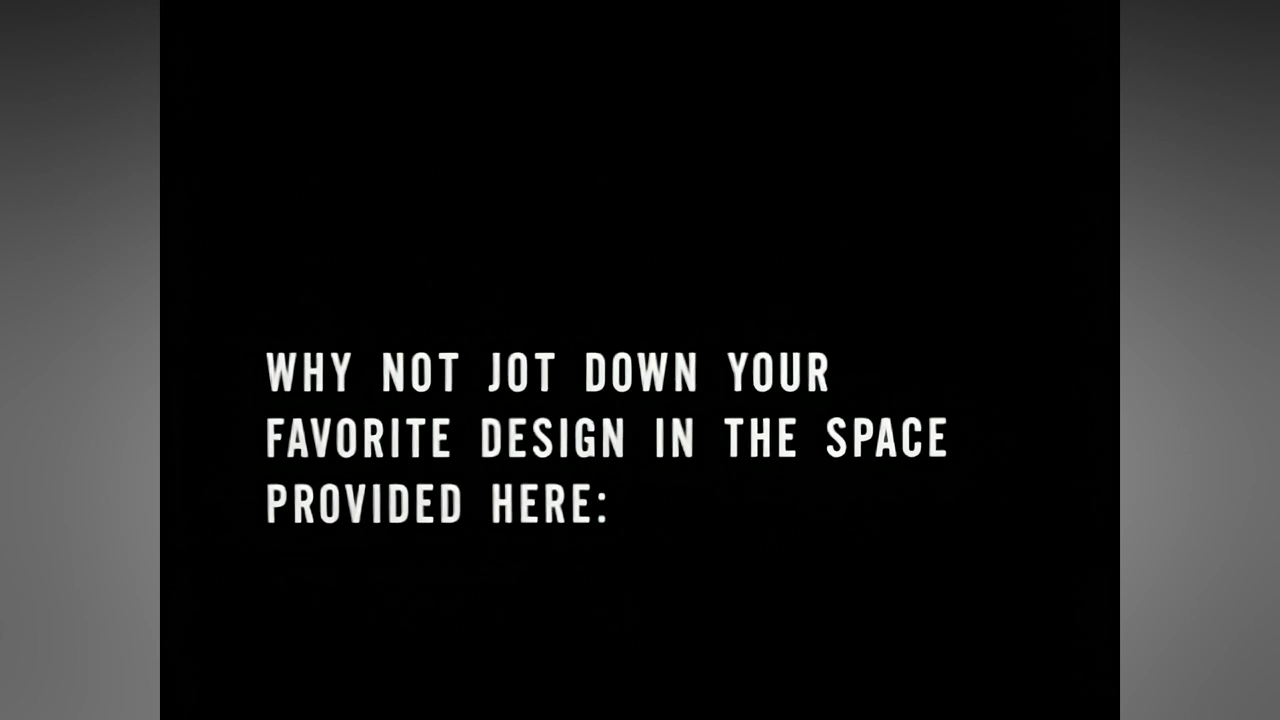 WHY NOT JOT DOWN YOUR
FAVORITE DESIGN IN THE SPACE
PROVIDED HERE: